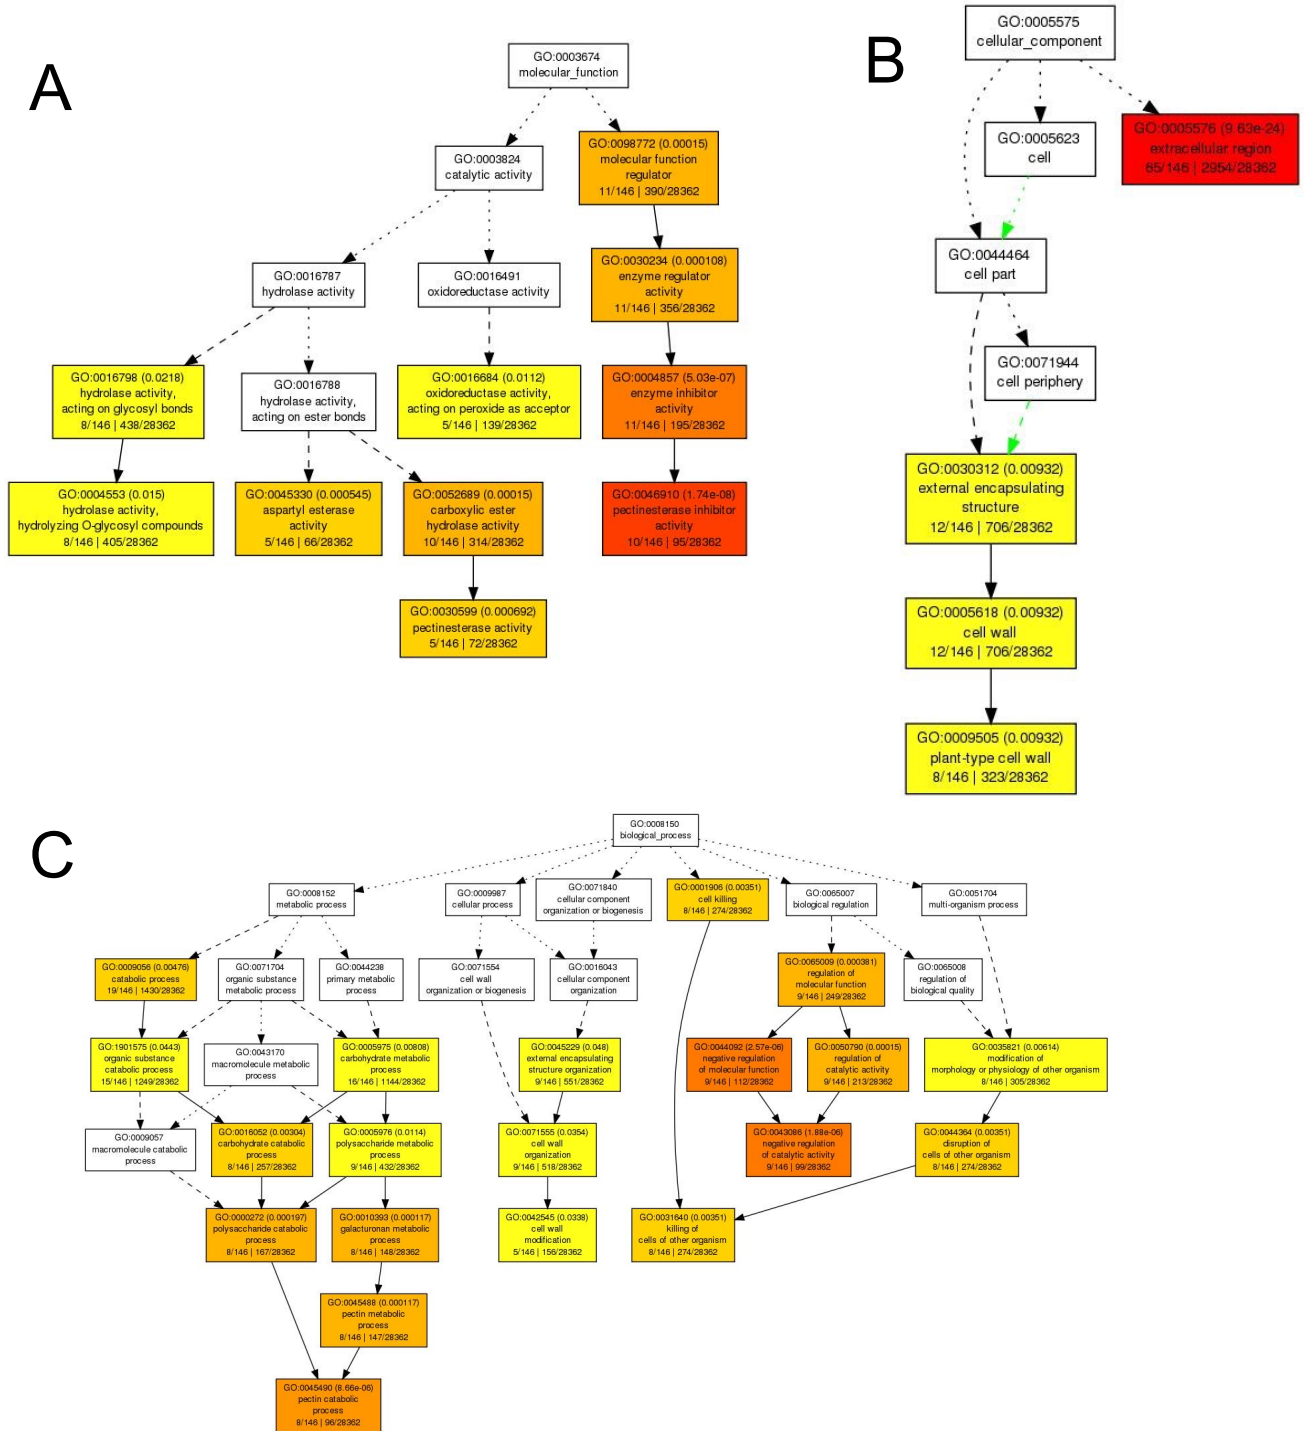 A
GO:0003674
molecular_function
GO:0003824
catalytic activity
GO:0098772 (0.00015)
molecular function
regulator
11/146 | 390/28362
GO:0016787
hydrolase activity
GO:0016491
oxidoreductase activity
GO:0030234 (0.000108)
enzyme regulator
activity
11/146 | 356/28362
GO:0016798 (0.0218)
hydrolase activity,
acting on glycosyl bonds
8/146 | 438/28362
GO:0016788
hydrolase activity,
acting on ester bonds
GO:0016684 (0.0112)
oxidoreductase activity,
acting on peroxide as acceptor
5/146 | 139/28362
GO:0004857 (5.03e-07)
enzyme inhibitor
activity
11/146 | 195/28362
GO:0004553 (0.015)
hydrolase activity,
hydrolyzing O-glycosyl compounds
8/146 | 405/28362
GO:0045330 (0.000545)
aspartyl esterase
activity
5/146 | 66/28362
GO:0052689 (0.00015)
carboxylic ester
hydrolase activity
10/146 | 314/28362
GO:0046910 (1.74e-08)
pectinesterase inhibitor
activity
10/146 | 95/28362
GO:0030599 (0.000692)
pectinesterase activity
5/146 | 72/28362
B
GO:0005575
cellular_component
GO:0005623
cell
GO:0005576 (9.63e-24)
extracellular region
65/146 | 2954/28362
GO:0044464
cell part
GO:0071944
cell periphery
GO:0030312 (0.00932)
external encapsulating
structure
12/146 | 706/28362
GO:0005618 (0.00932)
cell wall
12/146 | 706/28362
GO:0009505 (0.00932)
plant-type cell wall
8/146 | 323/28362
C
GO:0008150
biological_process
GO:0008152
metabolic process
GO:0009987
cellular process
GO:0071840
cellular component
organization or biogenesis
GO:0001906 (0.00351)
cell killing
8/146 | 274/28362
GO:0065007
biological regulation
GO:0051704
multi-organism process
GO:0009056 (0.00476)
catabolic process
19/146 | 1430/28362
GO:0071704
organic substance
metabolic process
GO:0044238
primary metabolic
process
GO:0071554
cell wall
organization or biogenesis
GO:0016043
cellular component
organization
GO:0065009 (0.000381)
regulation of
molecular function
9/146 | 249/28362
GO:0065008
regulation of
biological quality
GO:1901575 (0.0443)
organic substance
catabolic process
15/146 | 1249/28362
GO:0043170
macromolecule metabolic
process
GO:0005975 (0.00808)
carbohydrate metabolic
process
16/146 | 1144/28362
GO:0045229 (0.048)
external encapsulating
structure organization
9/146 | 551/28362
GO:0044092 (2.57e-06)
negative regulation
of molecular function
9/146 | 112/28362
GO:0050790 (0.00015)
regulation of
catalytic activity
9/146 | 213/28362
GO:0035821 (0.00614)
modification of
morphology or physiology of other organism
8/146 | 305/28362
GO:0009057
macromolecule catabolic
process
GO:0016052 (0.00304)
carbohydrate catabolic
process
8/146 | 257/28362
GO:0005976 (0.0114)
polysaccharide metabolic
process
9/146 | 432/28362
GO:0071555 (0.0354)
cell wall
organization
9/146 | 518/28362
GO:0043086 (1.88e-06)
negative regulation
of catalytic activity
9/146 | 99/28362
GO:0044364 (0.00351)
disruption of
cells of other organism
8/146 | 274/28362
GO:0000272 (0.000197)
polysaccharide catabolic
process
8/146 | 167/28362
GO:0010393 (0.000117)
galacturonan metabolic
process
8/146 | 148/28362
GO:0042545 (0.0338)
cell wall
modification
5/146 | 156/28362
GO:0031640 (0.00351)
killing of
cells of other organism
8/146 | 274/28362
GO:0045488 (0.000117)
pectin metabolic
process
8/146 | 147/28362
GO:0045490 (8.66e-06)
pectin catabolic
process
8/146 | 96/28362